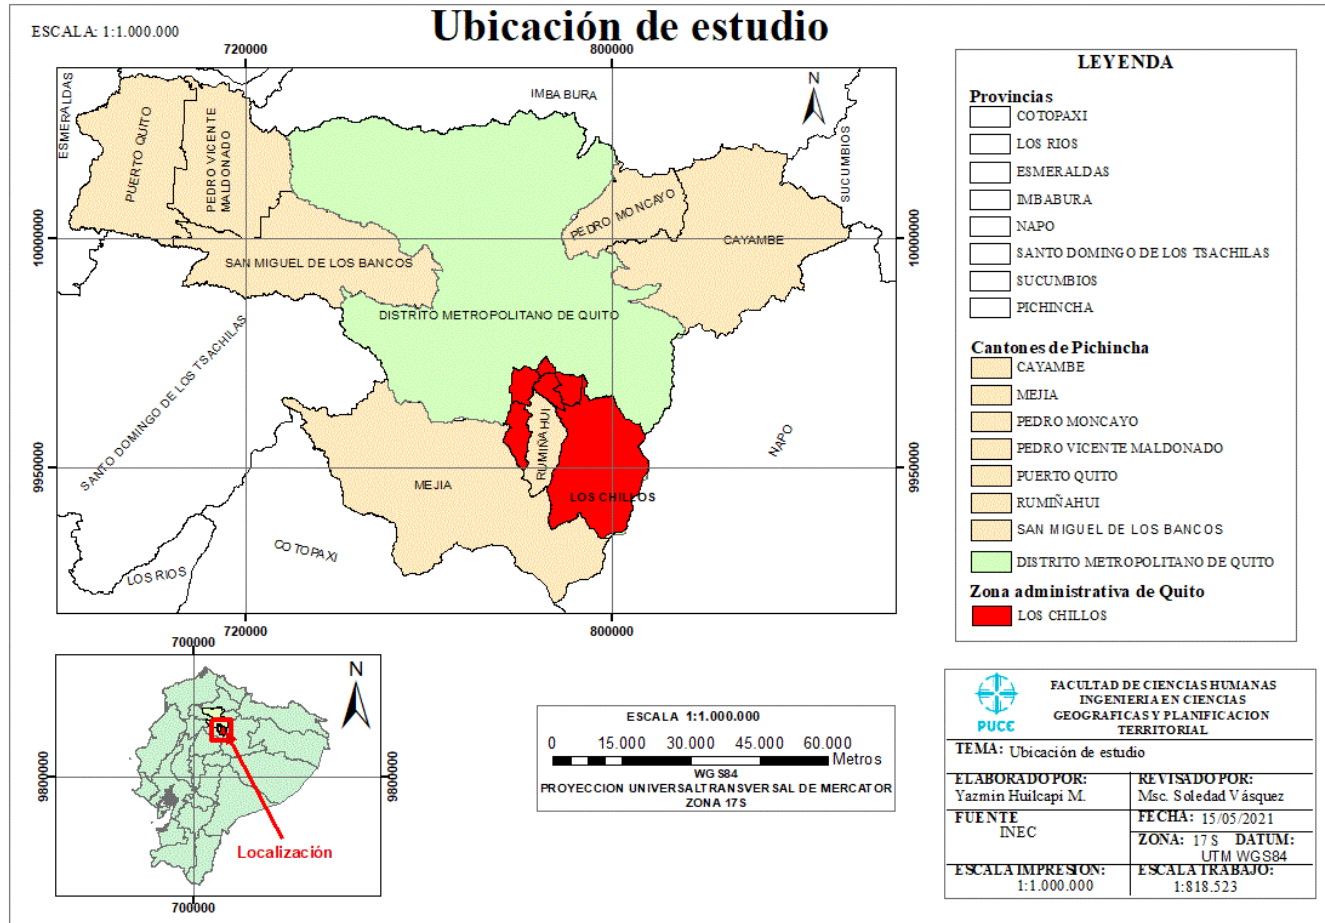 Ubicación de estudio
ESCALA: 1:1.000.000
720000
800000
N
ESMERALDAS
IMBABURA
SUCUMBIOS
PUERTO QUITO
PEDRO VICENTE
MALDONADO
PEDRO MONCAYO
CAYAMBE
1000000
1000000
SAN MIGUEL DE LOS BANCOS
DISTRITO METROPOLITANO DE QUITO
SANTO DOMINGO DE LOS TSACHILAS
RUMIÑAHUI
NAPO
9950000
9950000
MEJIA
LOS CHILLOS
COTOPAXI
LOS RIOS
720000
800000
LEYENDA
Provincias
COTOPAXI
LOS RIOS
ESMERALDAS
IMBABURA
NAPO
SANTO DOMINGO DE LOS TSACHILAS
SUCUMBIOS
PICHINCHA
Cantones de Pichincha
CAYAMBE
MEJIA
PEDRO MONCAYO
PEDRO VICENTE MALDONADO
PUERTO QUITO
RUMIÑAHUI
SAN MIGUEL DE LOS BANCOS
DISTRITO METROPOLITANO DE QUITO
Zona administrativa de Quito
LOS CHILLOS
700000
N
9800000
9800000
Localización
700000
ESCALA 1:1.000.000
0 15.000 30.000 45.000 60.000
Metros
WGS84
PROYECCION UNIVERSALTRANSVERSAL DE MERCATOR
ZONA 17S
PUCE
FACULTAD DE CIENCIAS HUMANAS
INGENIERIA EN CIENCIAS
GEOGRAFICAS Y PLANIFICACION
TERRITORIAL
TEMA: Ubicación de estudio
ELABORADO POR:
Yazmín Huilcapi M.
REVISADO POR:
Msc. Soledad Vásquez
FUENTE
INEC
FECHA: 15/05/2021
ZONA: 17 S DATUM:
UTM WGS84
ESCALA IMPRESION:
1:1.000.000
ESCALA TRABAJO:
1:818.523